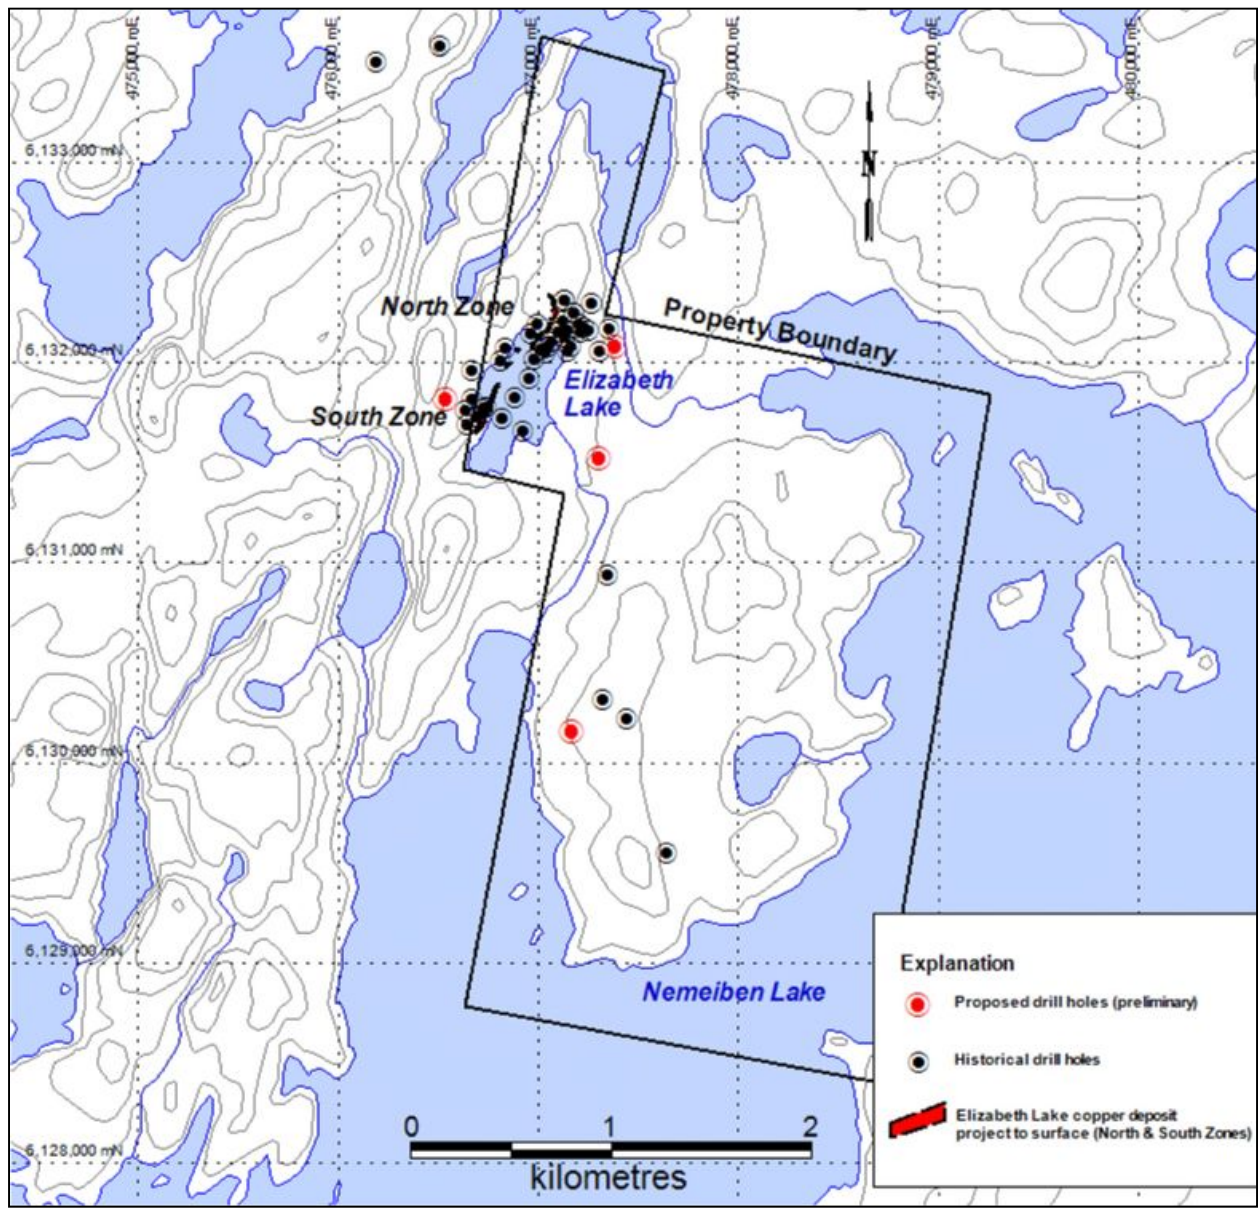 475,000 mE
476,000 mE
477,000 mE
478,000 mE
479,000 mE
480,000 mE
6,133,000 mN
N
North Zone
Property Boundary
6,132,000 mN
Elizabeth
Lake
South Zone
6,131,000 mN
6,130,000 mN
6,129,000 mN
Nemeiben Lake
Explanation
Proposed drill holes (preliminary)
Historical drill holes
Elizabeth Lake copper deposit
project to surface (North & South Zones)
0 1 2
kilometres
6,128,000 mN